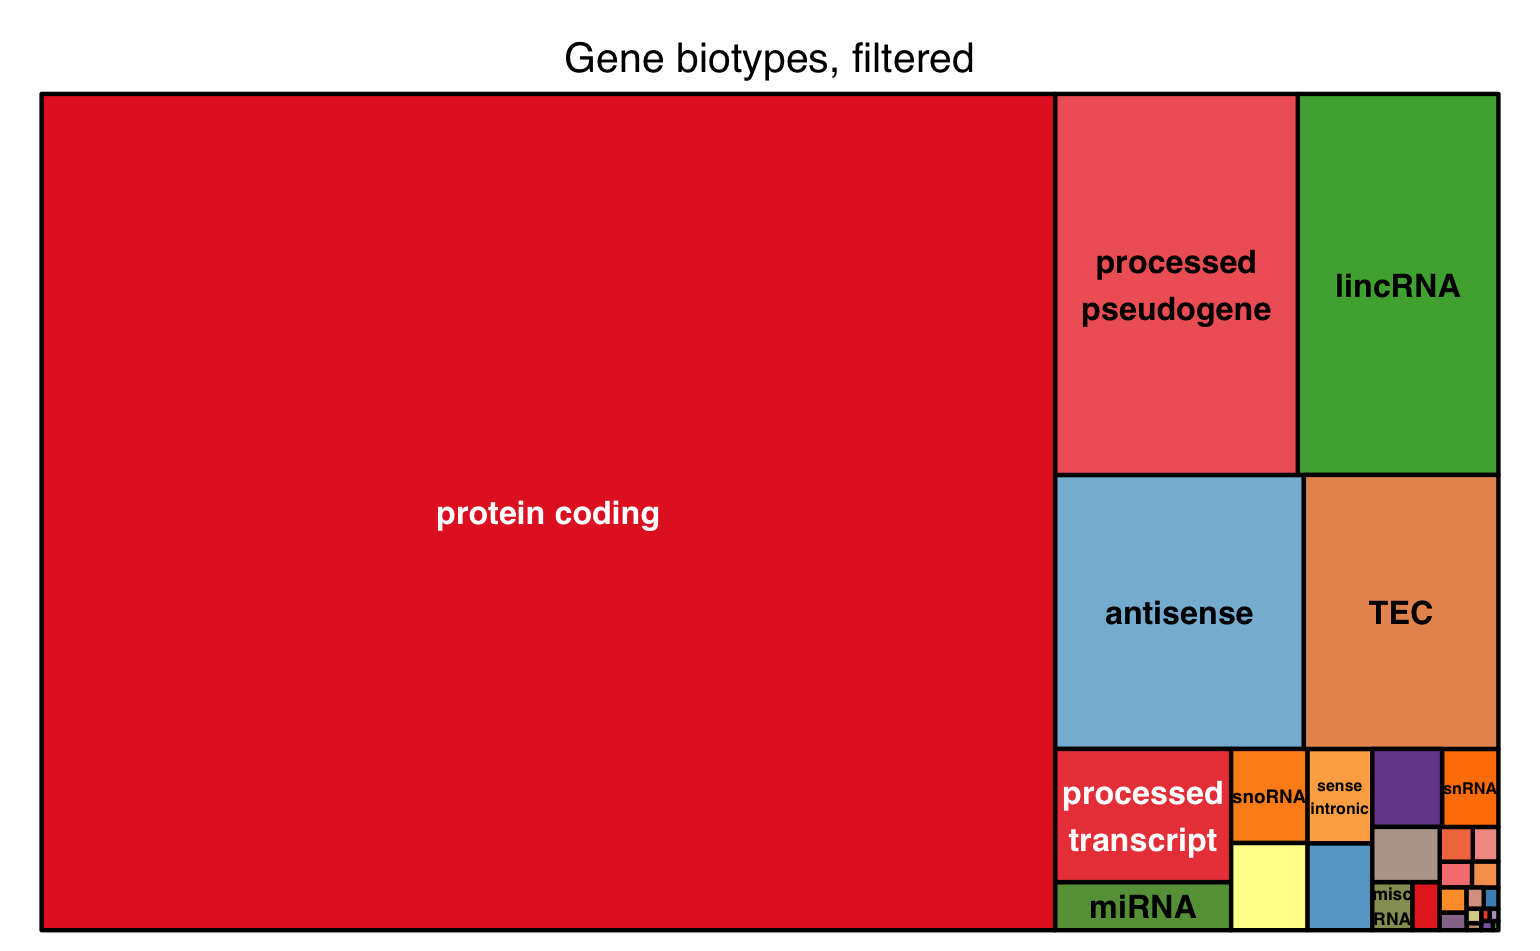 Gene biotypes, filtered
protein coding
processed
pseudogene
lincRNA
antisense
TEC
processed
transcript
miRNA
snoRNA
sense
intronic
snRNA
misc
RNA